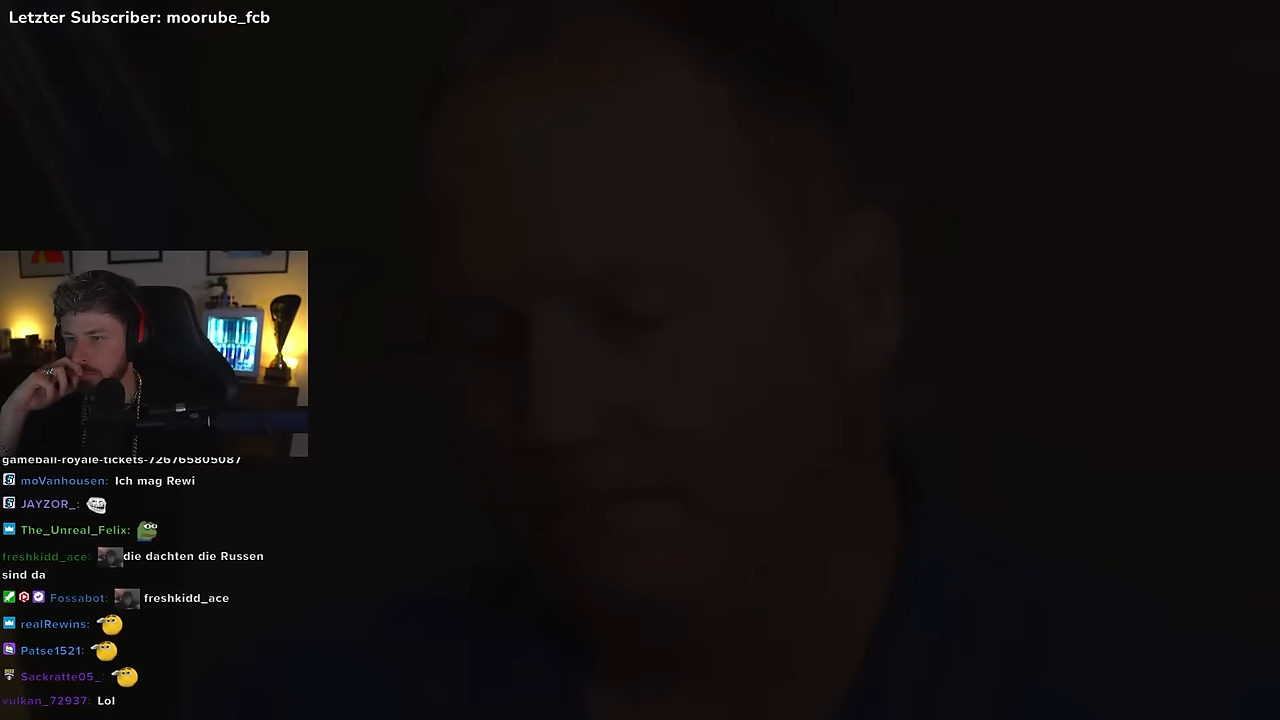 Letzter Subscriber: moorube_fcb
gameball-royale-tickets-726765805087
moVanhousen: Ich mag Rewi
JAYZOR_:
The_Unreal_Felix:
freshkidd_ace: die dachten die Russen
sind da
Fossabot: freshkidd_ace
realRewins:
Patse1521:
Sackratte05_:
vulkan_72937: Lol